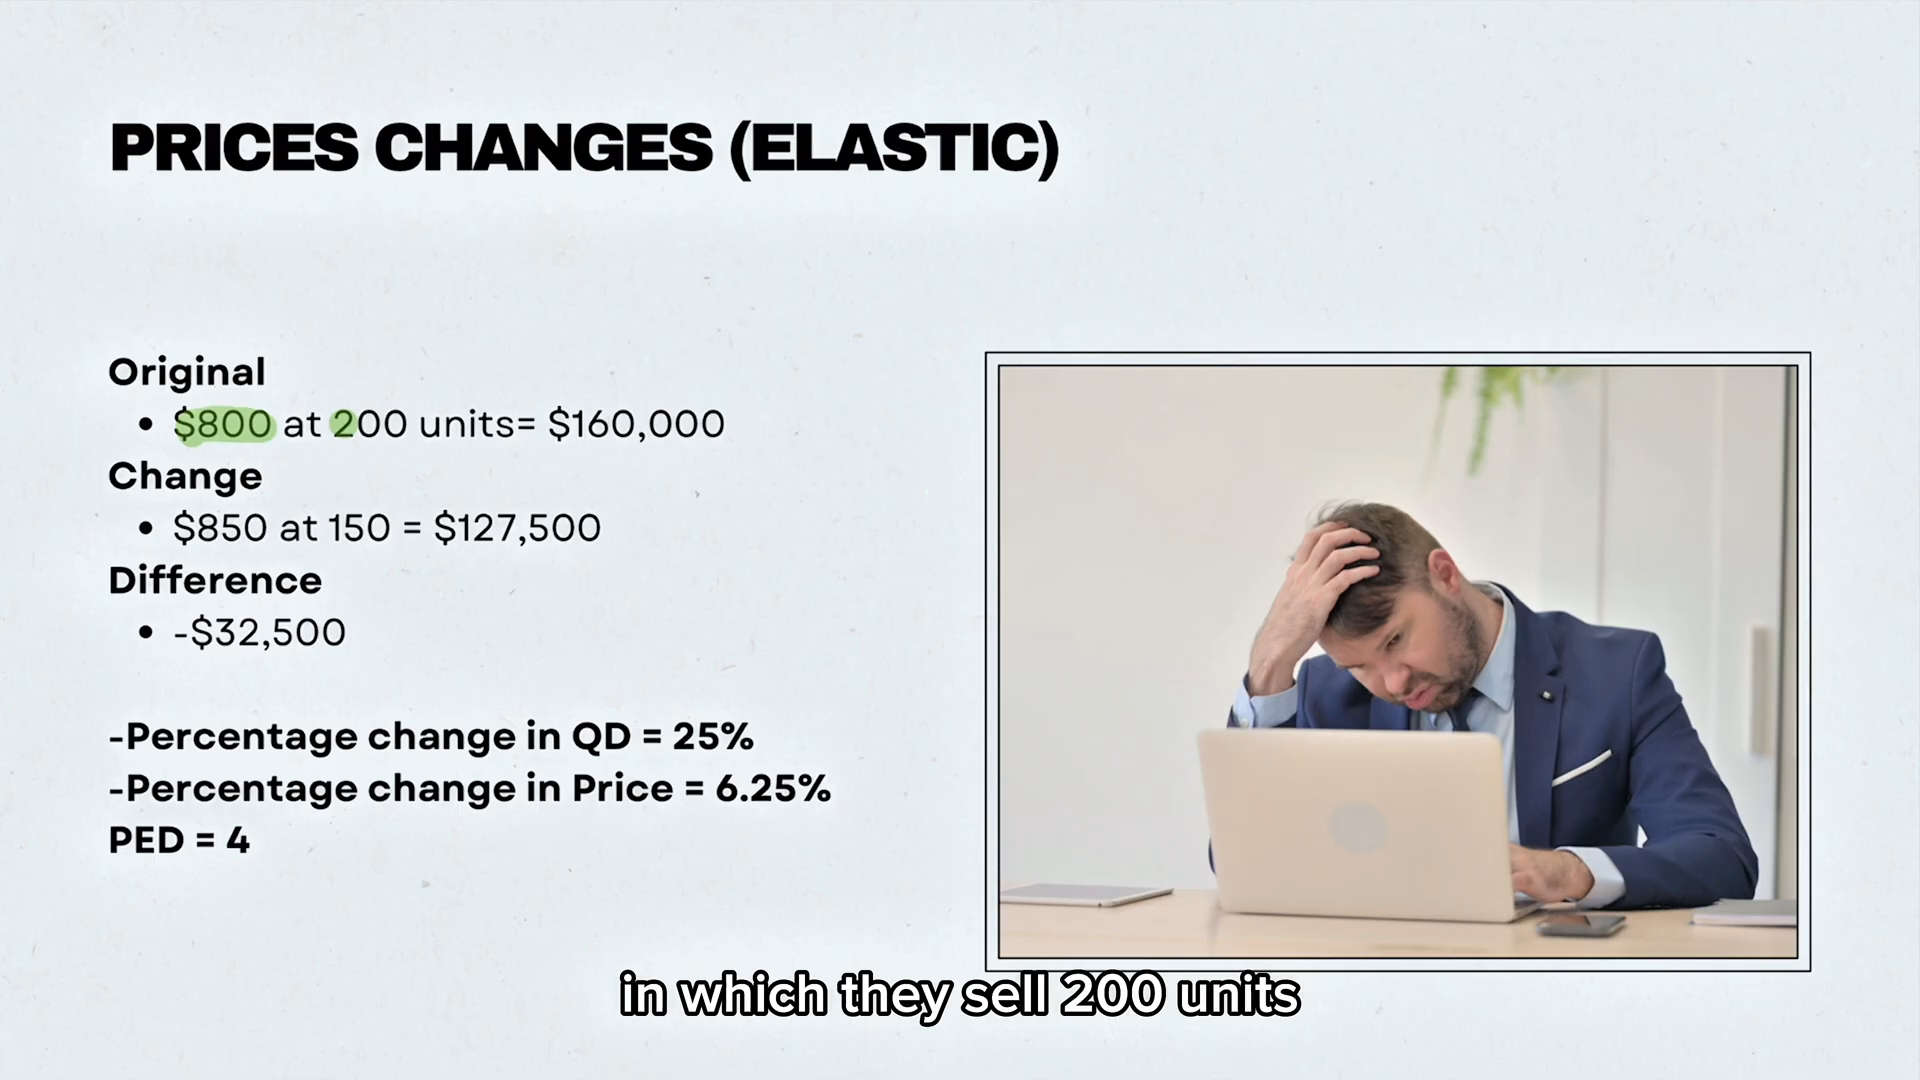 PRICES CHANGES (ELASTIC)
Original
• $800 at 200 units= $160,000
Change
• $850 at 150 = $127,500
Difference
• -$32,500
-Percentage change in QD = 25%
-Percentage change in Price = 6.25%
PED = 4
in which they sell 200 units